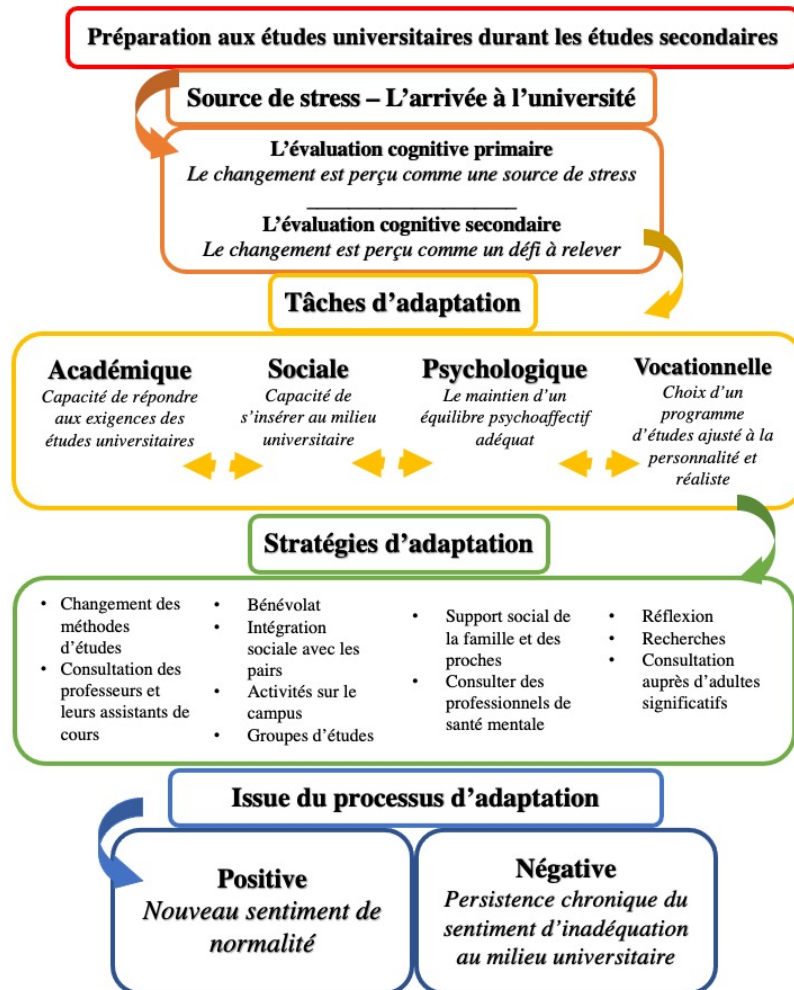 Préparation aux études universitaires durant les études secondaires
Source de stress – L'arrivée à l'université
L'évaluation cognitive primaire
Le changement est perçu comme une source de stress
L'évaluation cognitive secondaire
Le changement est perçu comme un défi à relever
Tâches d'adaptation
Académique
Capacité de répondre
aux exigences des
études universitaires
Sociale
Capacité de
s'insérer au milieu
universitaire
Psychologique
Le maintien d'un
équilibre psychoaffectif
adéquat
Vocationnelle
Choix d'un
programme
d'études ajusté à la
personnalité et
réaliste
Stratégies d'adaptation
• Changement des
méthodes
d'études
• Consultation des
professeurs et
leurs assistants de
cours
• Bénévolat
• Intégration
sociale avec les
pairs
• Activités sur le
campus
• Groupes d'études
• Support social de
la famille et des
proches
• Consulter des
professionnels de
santé mentale
• Réflexion
• Recherches
• Consultation
auprès d'adultes
significatifs
Issue du processus d'adaptation
Positive
Nouveau sentiment de
normalité
Négative
Persistence chronique du
sentiment d'inadéquation
au milieu universitaire